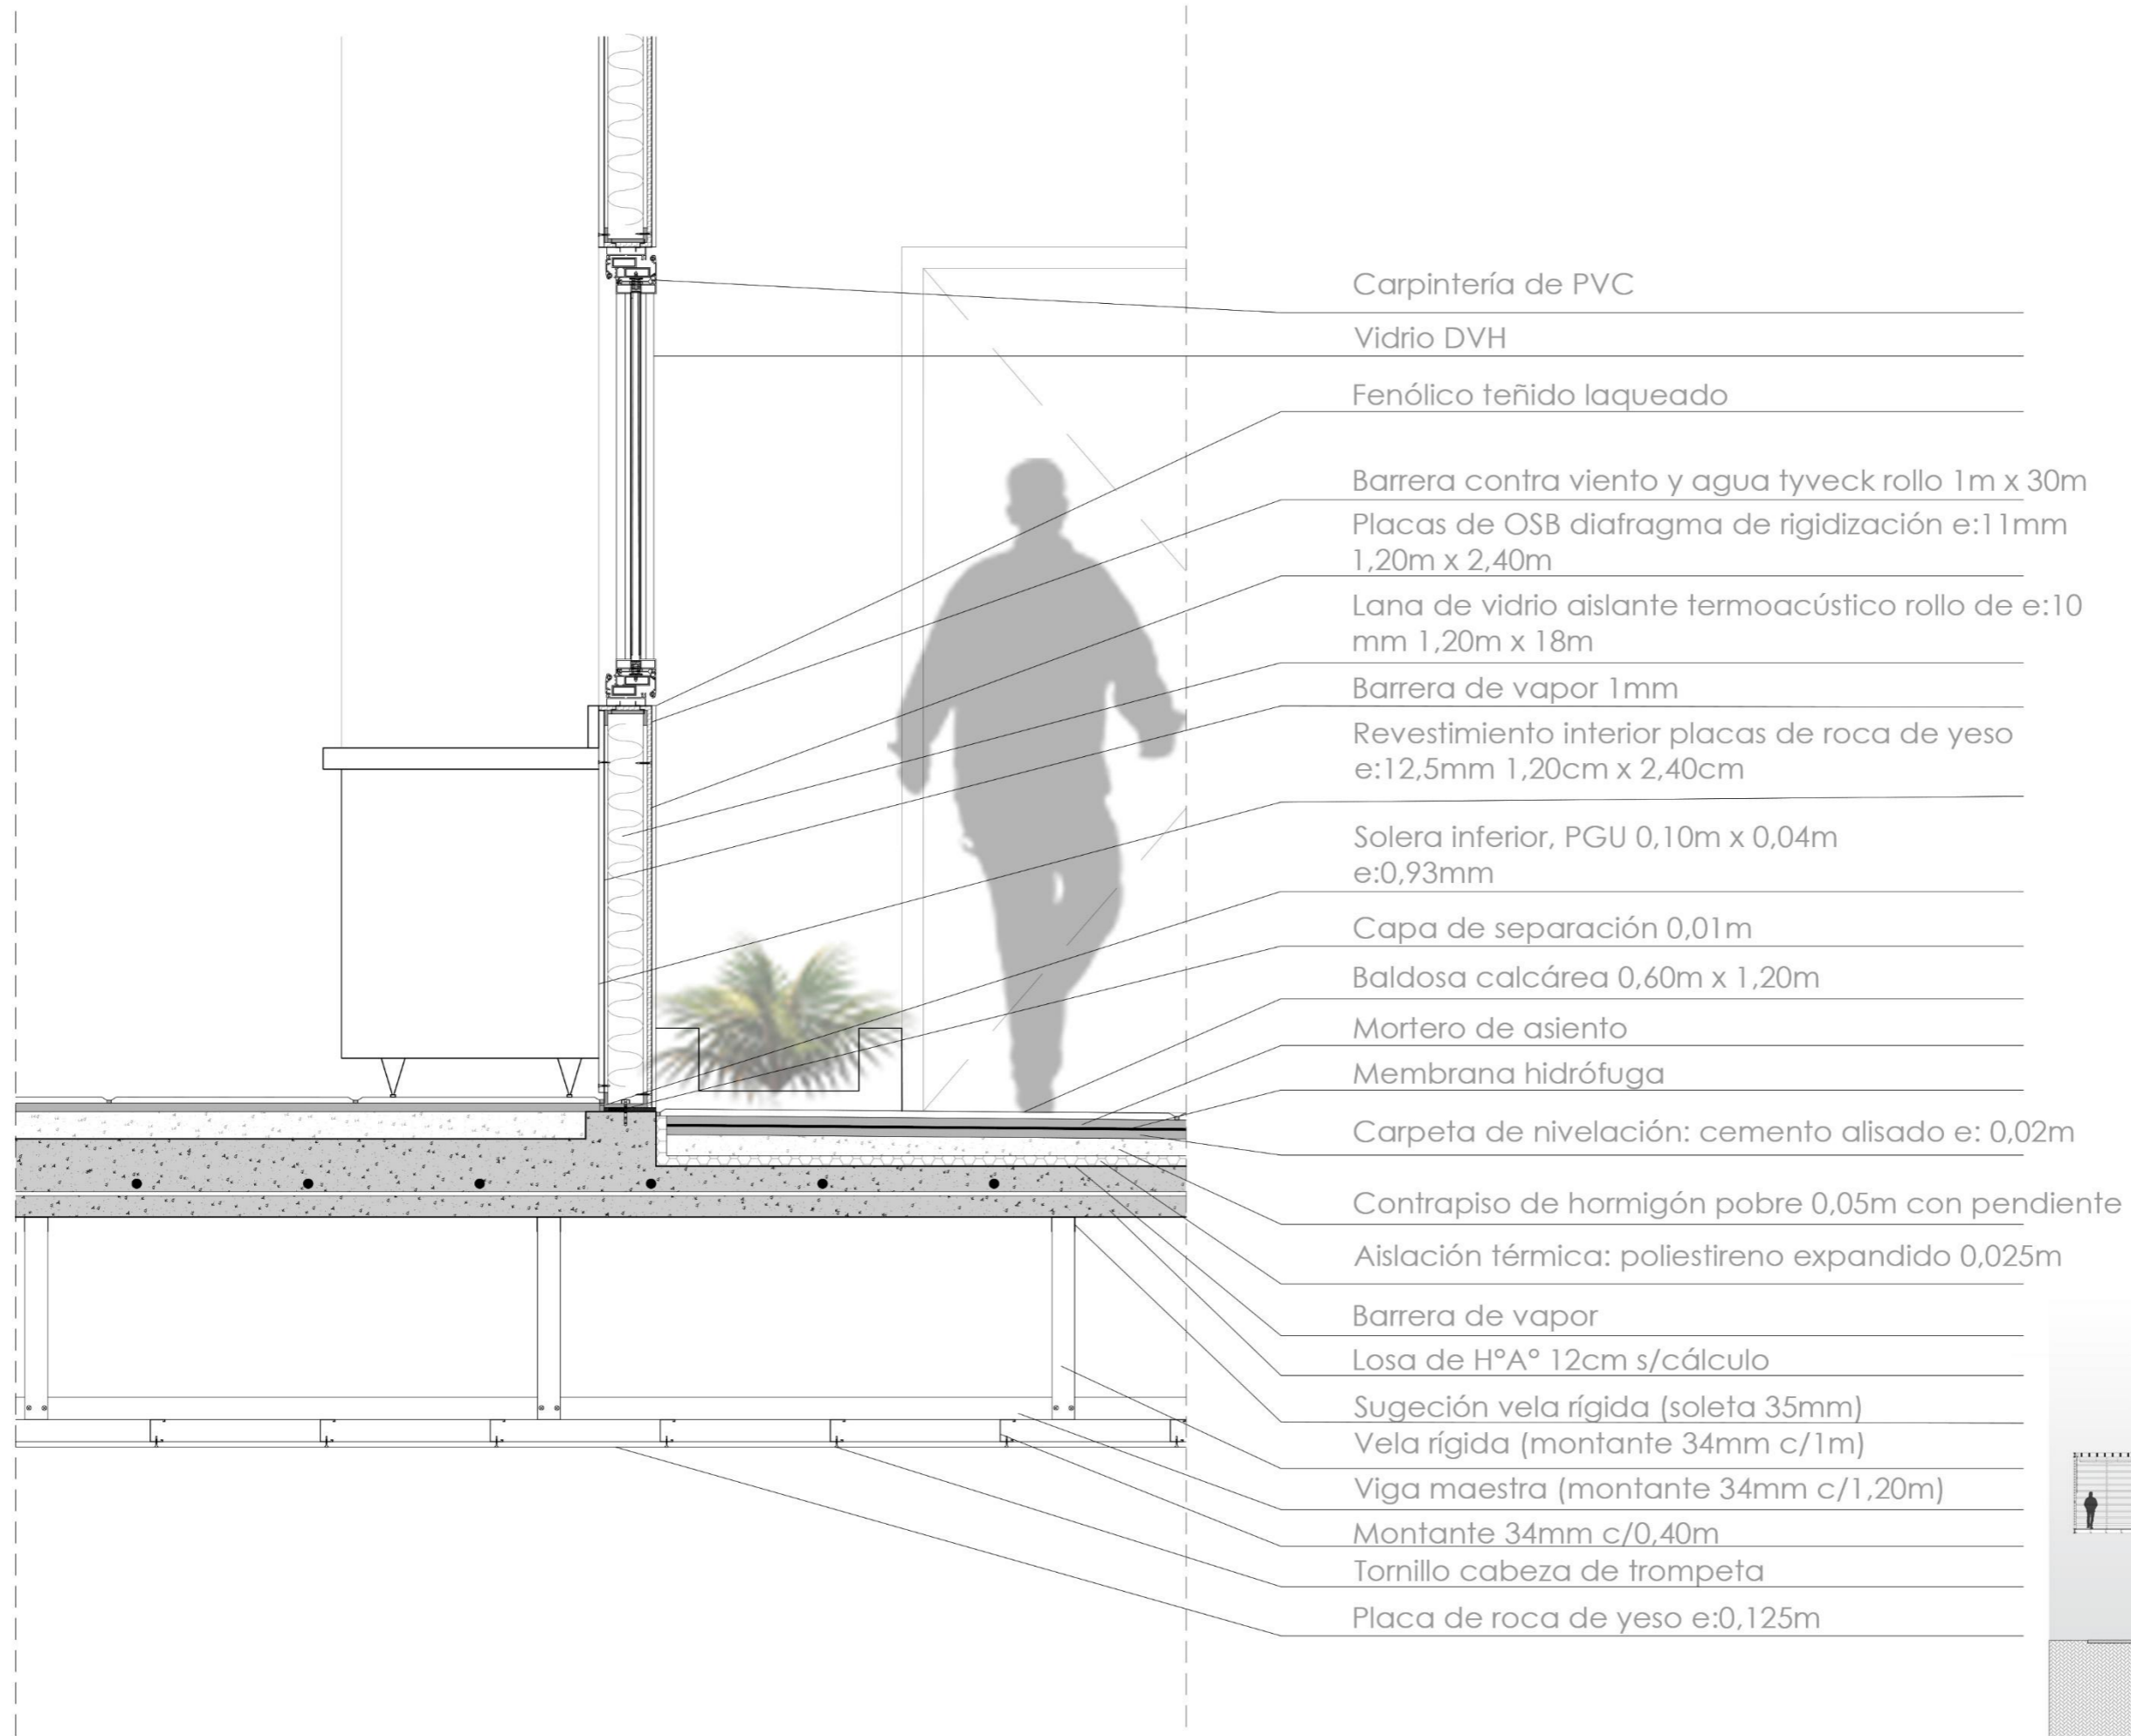 Carpintería de PVC
Vidrio DVH
Fenólico teñido laqueado
Barrera contra viento y agua tyveck rollo 1m x 30m
Placas de OSB diafragma de rigidización e:11mm
1,20m x 2,40m
Lana de vidrio aislante termoacústico rollo de e:10
mm 1,20m x 18m
Barrera de vapor 1mm
Revestimiento interior placas de roca de yeso
e:12,5mm 1,20cm x 2,40cm
Solera inferior, PGU 0,10m x 0,04m
e:0,93mm
Capa de separación 0,01m
Baldosa calcárea 0,60m x 1,20m
Mortero de asiento
Membrana hidrófuga
Carpeta de nivelación: cemento alisado e: 0,02m
Contrapiso de hormigón pobre 0,05m con pendiente
Aislación térmica: poliestireno expandido 0,025m
Barrera de vapor
Losa de H°A° 12cm s/cálculo
Sugeción vela rígida (soleta 35mm)
Vela rígida (montante 34mm c/1m)
Viga maestra (montante 34mm c/1,20m)
Montante 34mm c/0,40m
Tornillo cabeza de trompeta
Placa de roca de yeso e:0,125m